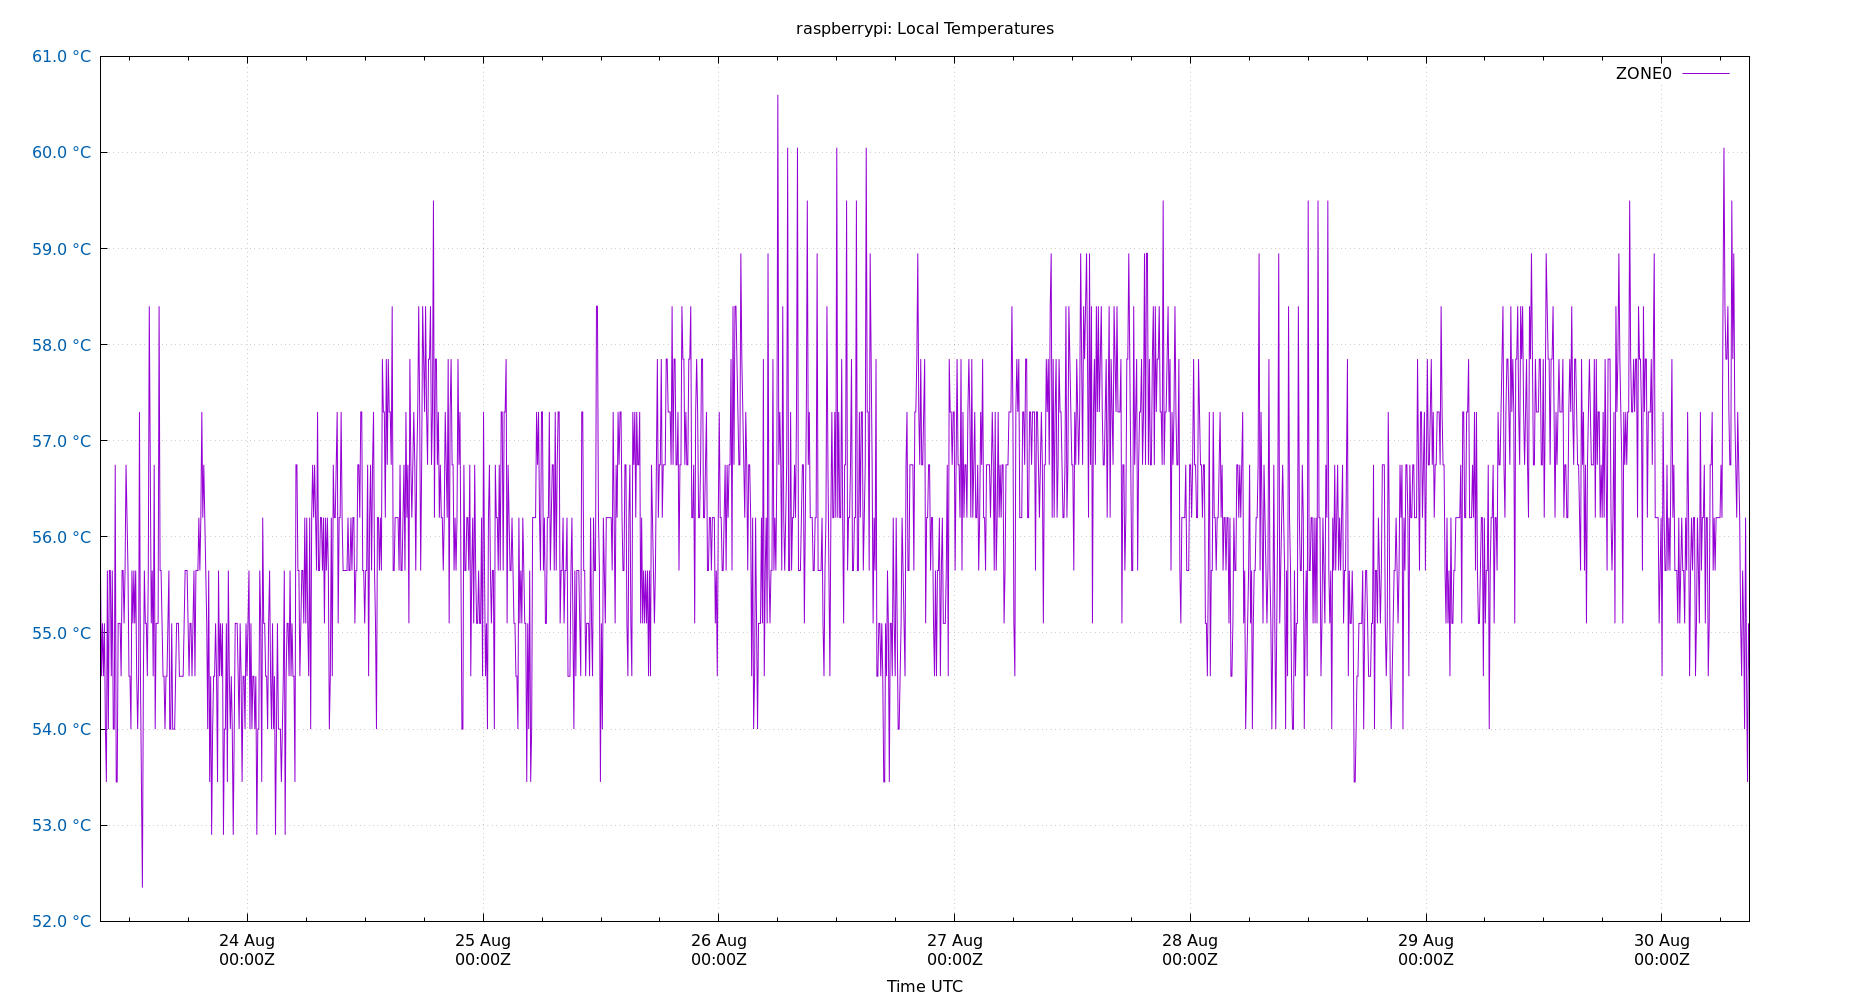 raspberrypi: Local Temperatures
61.0 °C
ZONE0
60.0 °C
59.0 °C
58.0 °C
57.0 °C
56.0 °C
55.0 °C
54.0 °C
53.0 °C
52.0 °C
24 Aug 25 Aug 26 Aug 27 Aug 28 Aug 29 Aug 30 Aug
00:00Z 00:00Z 00:00Z 00:00Z 00:00Z 00:00Z 00:00Z
Time UTC